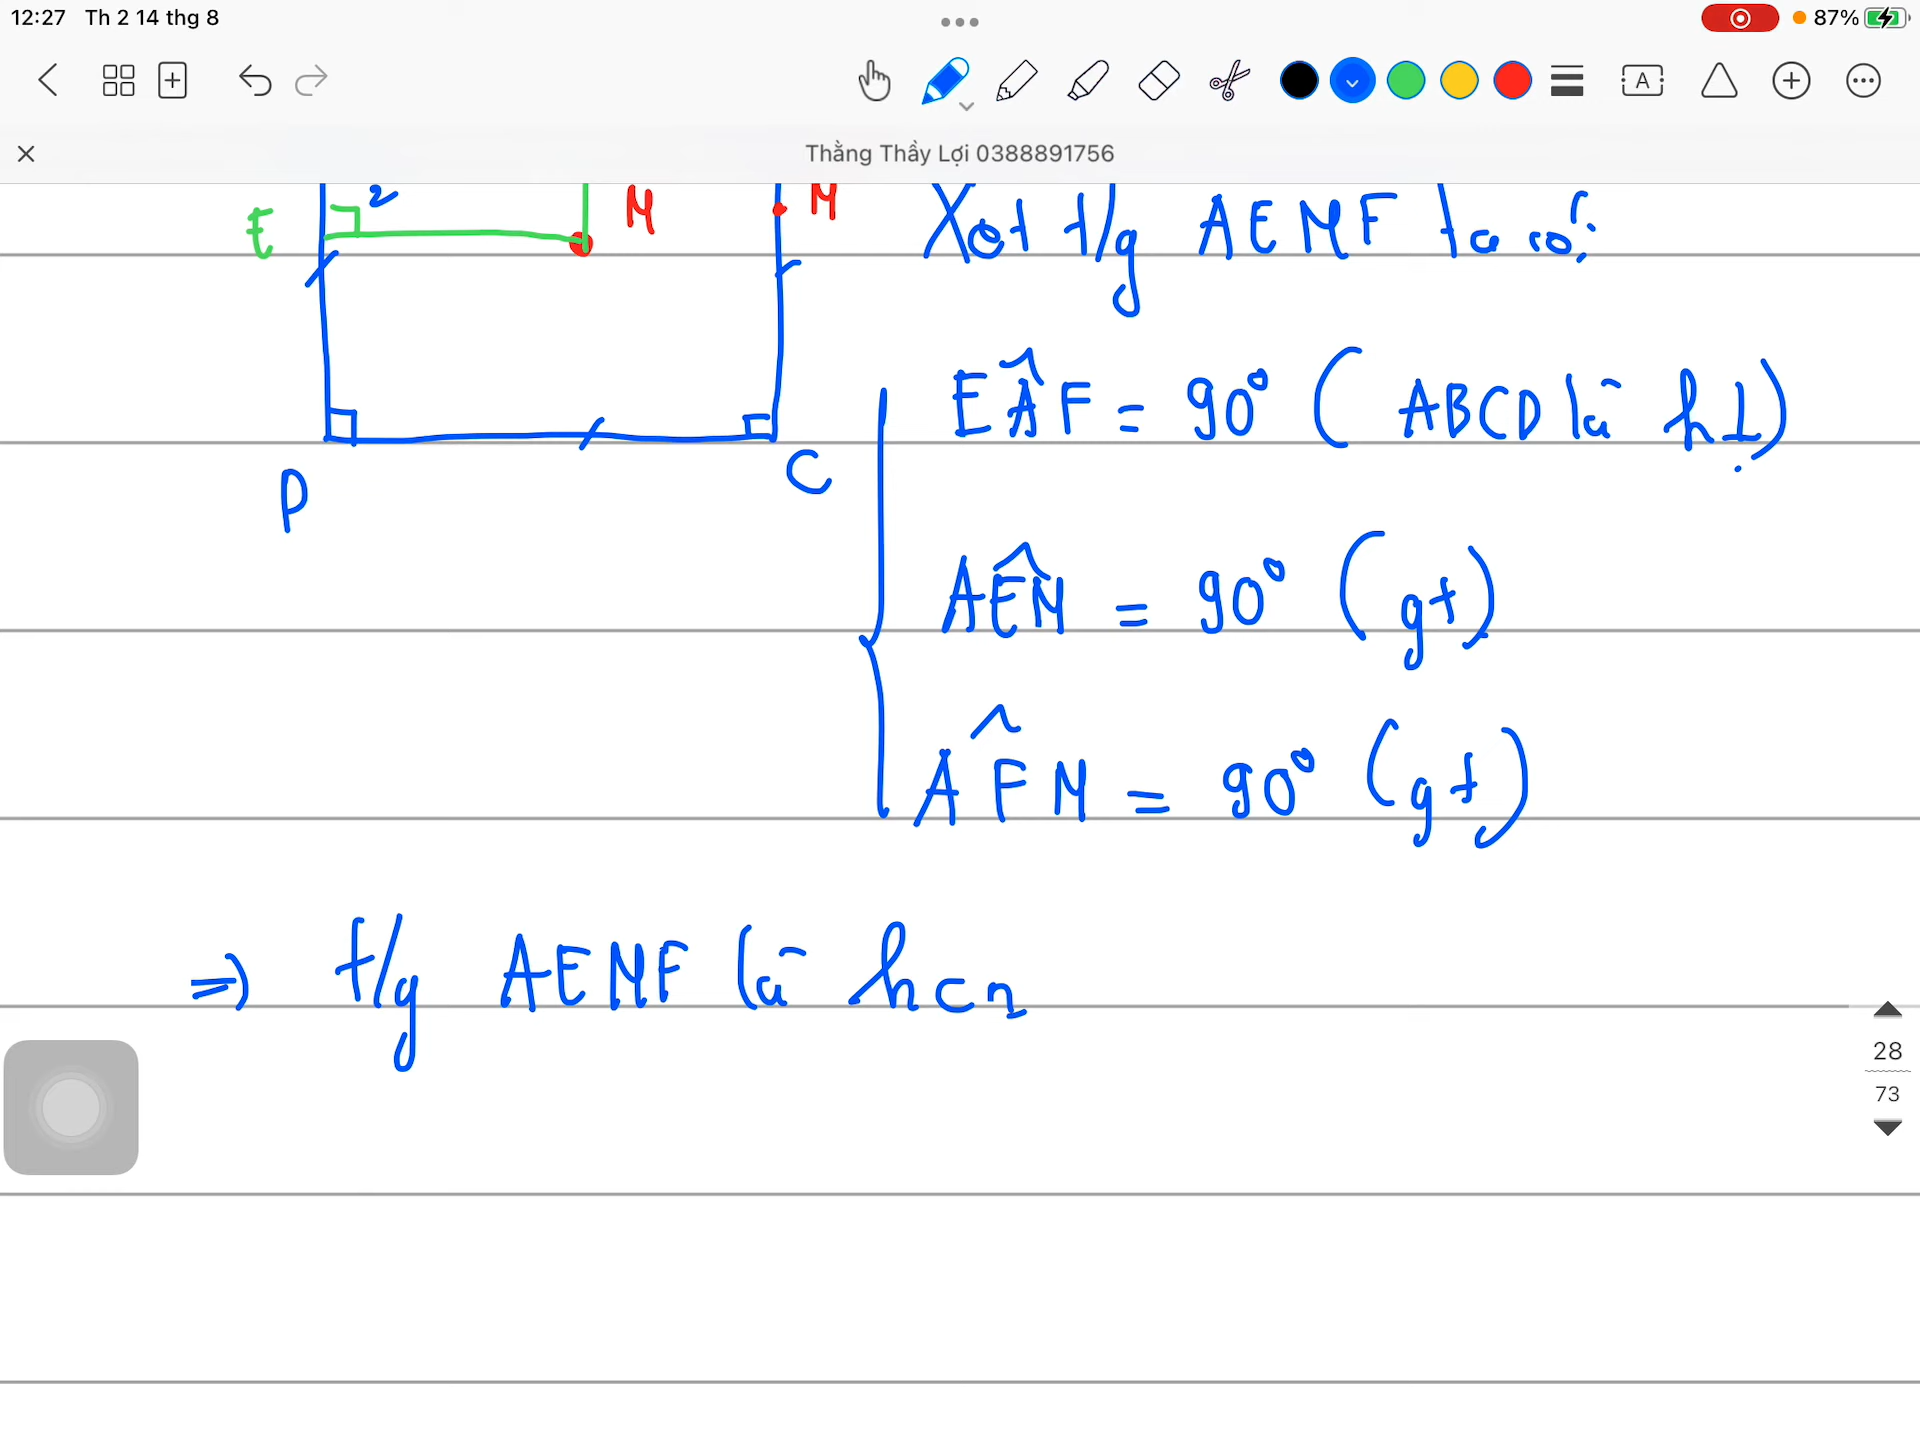 12:27 Th 2 14 thg 8
87%
A
Thằng Thầy Lợi 0388891756
2
E
M
M
Xét t/g AEMF ta có:
EÂF = 90° ( ABCD là h
AÊM = 90° (gt)
AF̂M = 90° (gt)
D
C
=> t/g AEMF là hcn
28
73